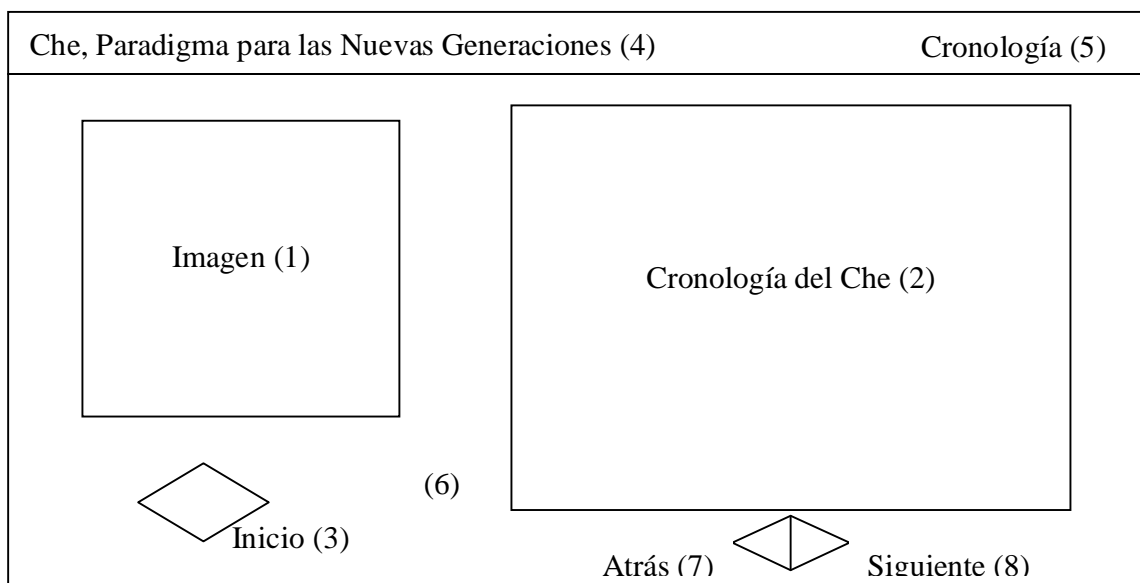 Che, Paradigma para las Nuevas Generaciones (4)
Cronología (5)
Imagen (1)
Cronología del Che (2)
(6)
Inicio (3)
Atrás (7)
Siguiente (8)